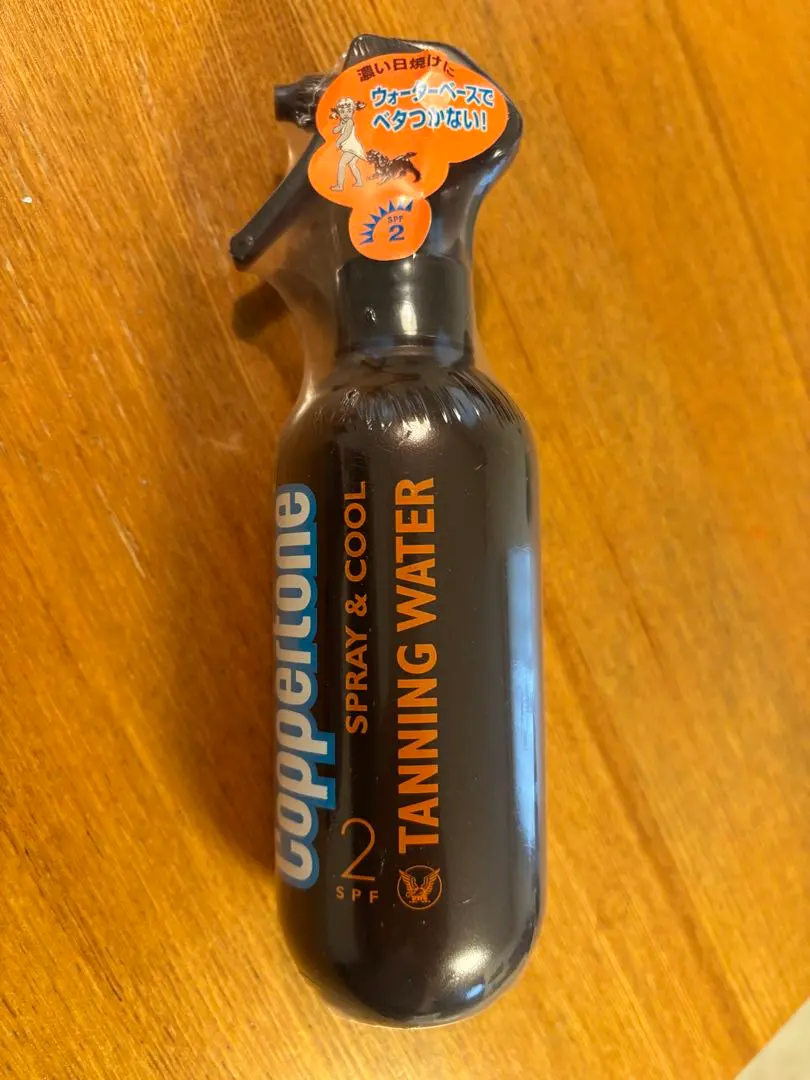 濃い日焼けに
ウォーターベースで
ベタつかない!
SPF
2
Coppertone
SPRAY & COOL
TANNING WATER
2
SPF